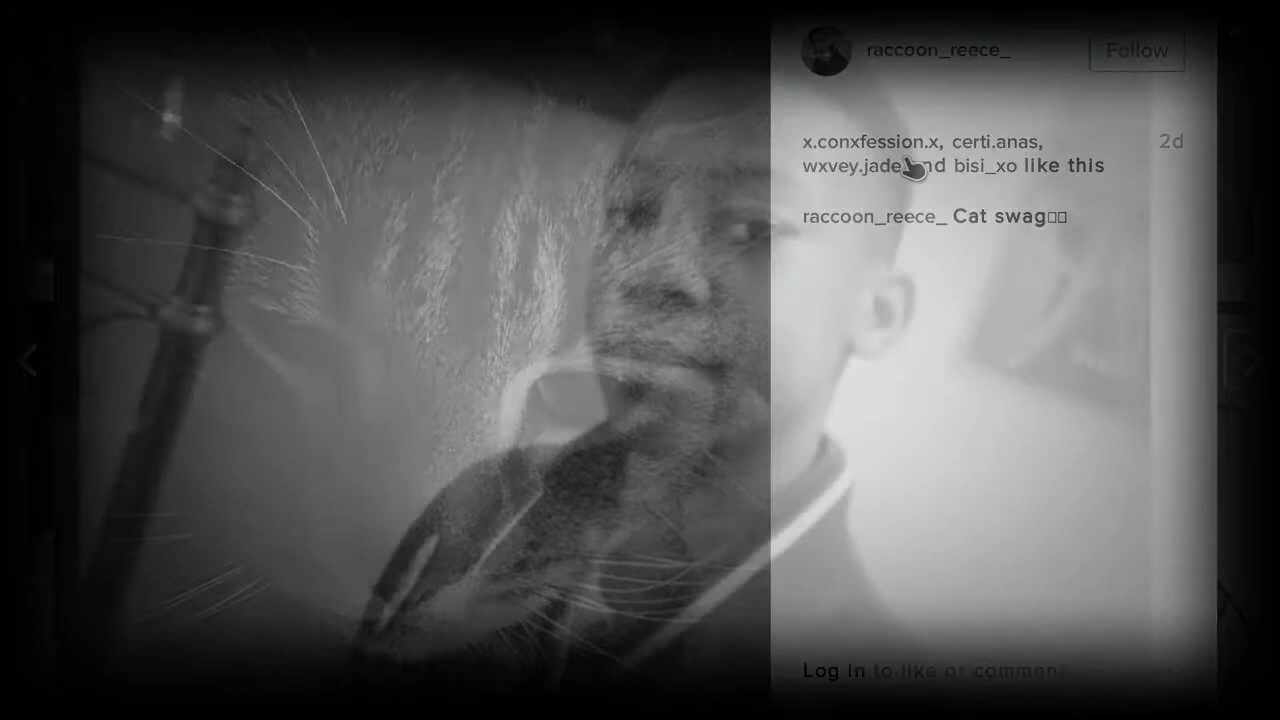 raccoon_reece_ Follow
x.conxfession.x, certi.anas, 2d
wxvey.jade and bisi_xo like this
raccoon_reece_ Cat swag
Log in to like or comment